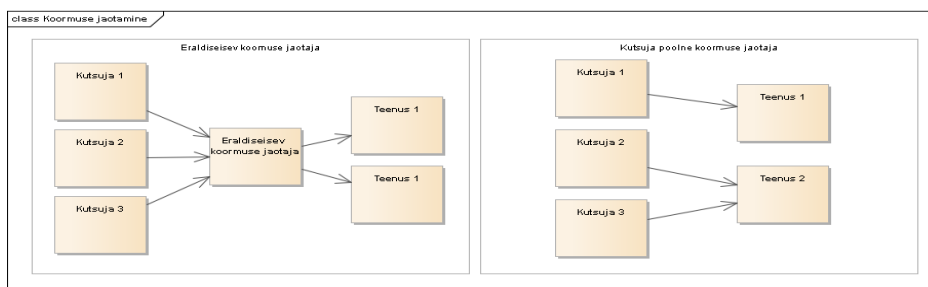 class Koormuse jaotamine
Eraldiseisev koormuse jaotaja
Kutsuja 1
Kutsuja 2
Kutsuja 3
Eraldiseisev
koormuse jaotaja
Teenus 1
Teenus 1
Kutsuja poolne koormuse jaotaja
Kutsuja 1
Kutsuja 2
Kutsuja 3
Teenus 1
Teenus 2